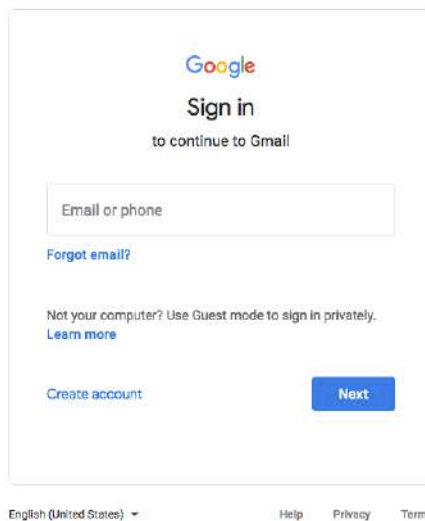 Google
Sign in
to continue to Gmail
Email or phone
Forgot email?
Not your computer? Use Guest mode to sign in privately.
Learn more
Create account
Next
English (United States)
Help Privacy Term